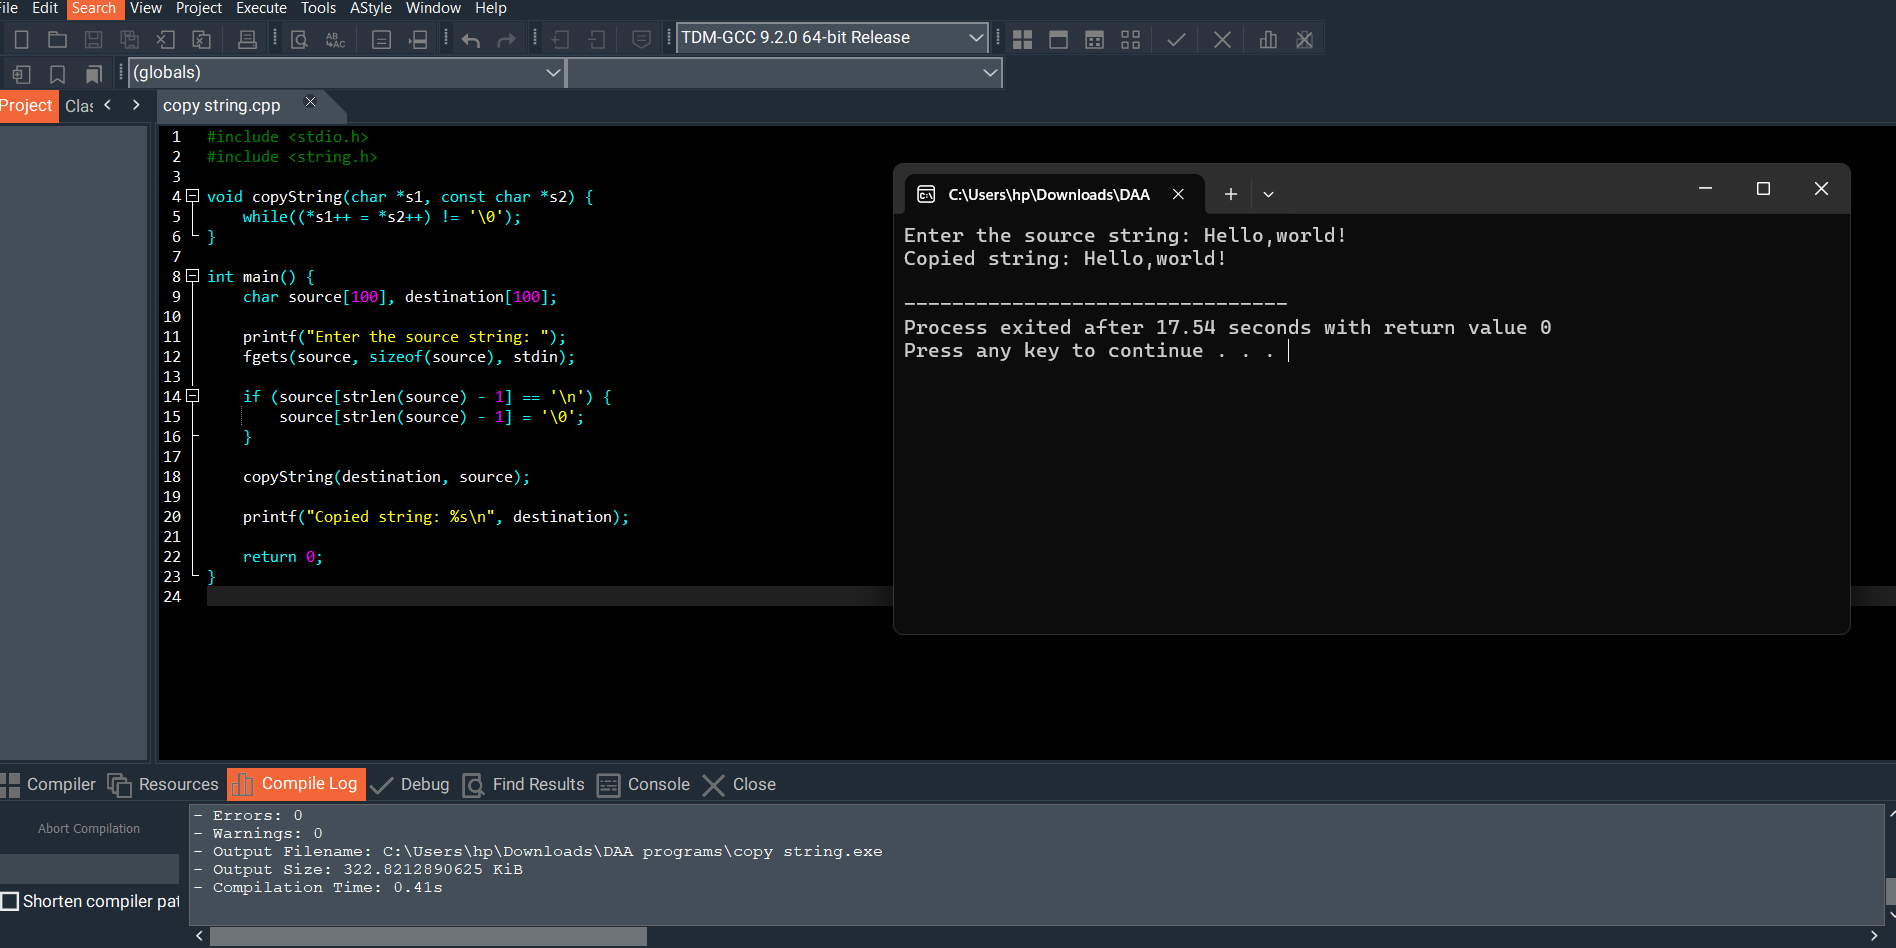 ile Edit Search View Project Execute Tools AStyle Window Help
TDM-GCC 9.2.0 64-bit Release
(globals)
Project Clas copy string.cpp
1 #include <stdio.h>
2 #include <string.h>
3
4 void copyString(char *s1, const char *s2) {
5 while((*s1++ = *s2++) != '\0');
6 }
7
8 int main() {
9 char source[100], destination[100];
10
11 printf("Enter the source string: ");
12 fgets(source, sizeof(source), stdin);
13
14 if (source[strlen(source) - 1] == '\n') {
15 source[strlen(source) - 1] = '\0';
16 }
17
18 copyString(destination, source);
19
20 printf("Copied string: %s\n", destination);
21
22 return 0;
23 }
24
C:\Users\hp\Downloads\DAA
Enter the source string: Hello,world!
Copied string: Hello,world!
--------------------------------
Process exited after 17.54 seconds with return value 0
Press any key to continue . . .
Compiler Resources Compile Log Debug Find Results Console Close
Abort Compilation
Shorten compiler pat
- Errors: 0
- Warnings: 0
- Output Filename: C:\Users\hp\Downloads\DAA programs\copy string.exe
- Output Size: 322.8212890625 KiB
- Compilation Time: 0.41s